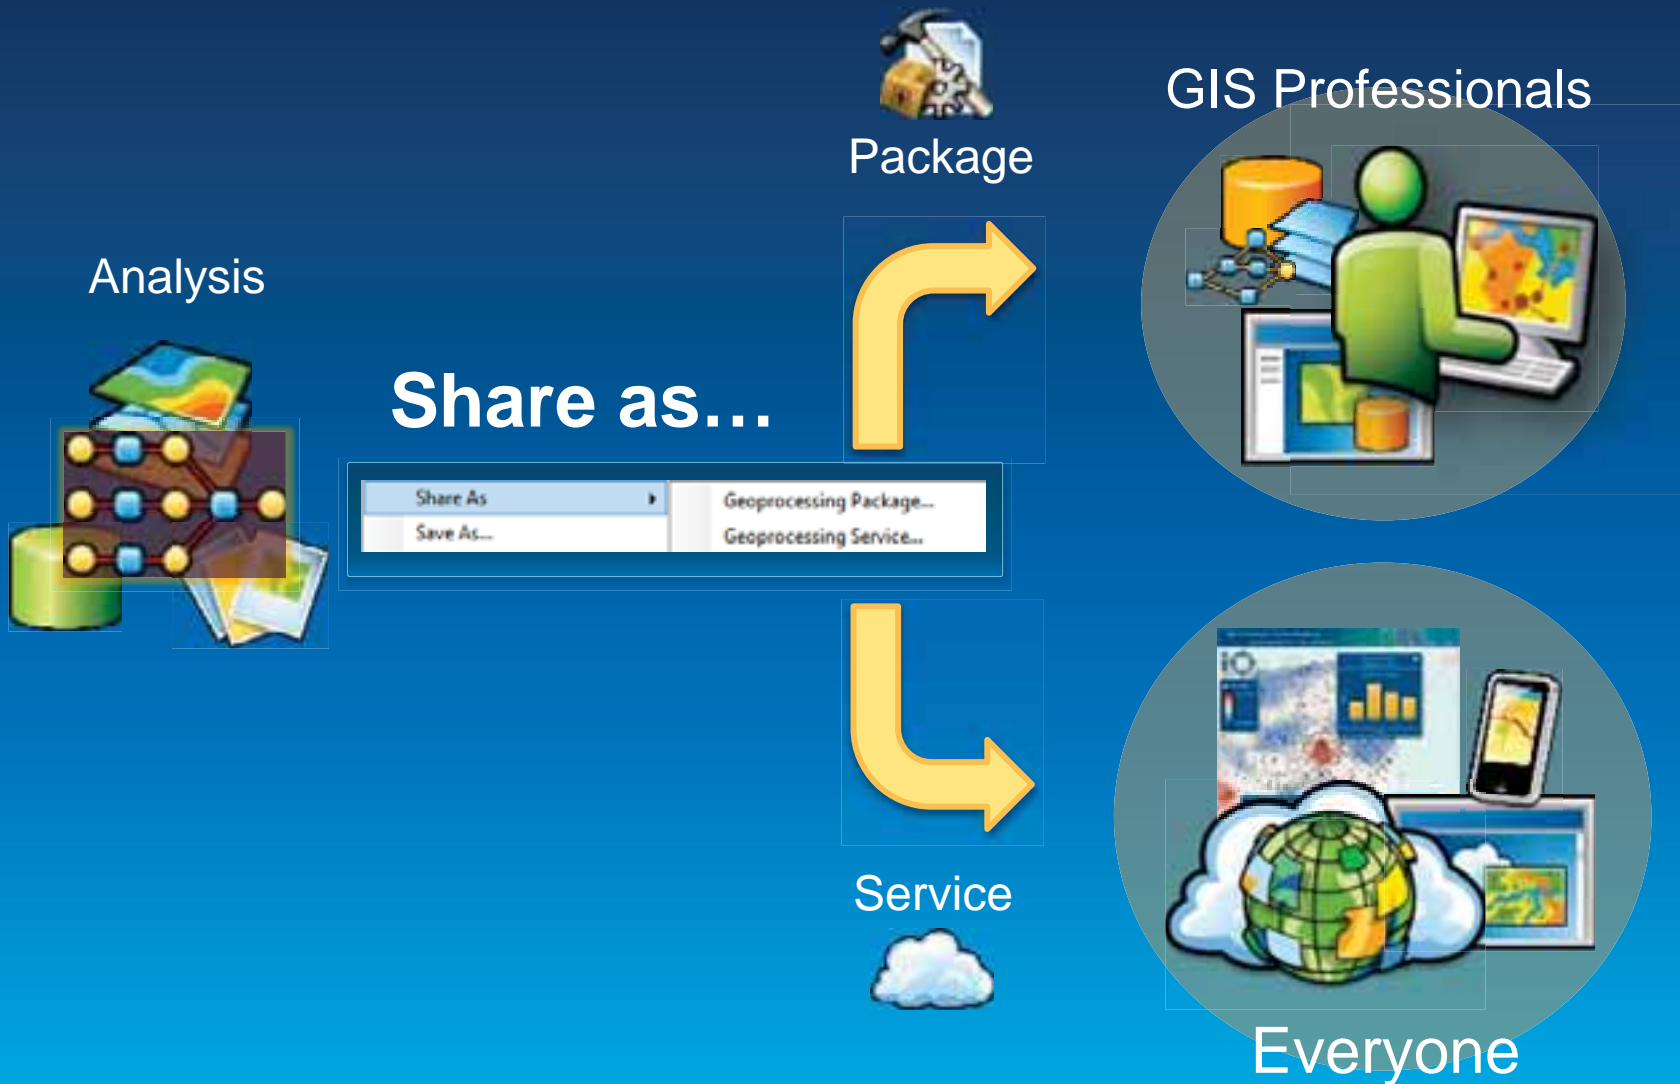 Package
GIS Professionals
Analysis
Share as…
Share As
Save As...
Geoprocessing Package...
Geoprocessing Service...
Service
Everyone